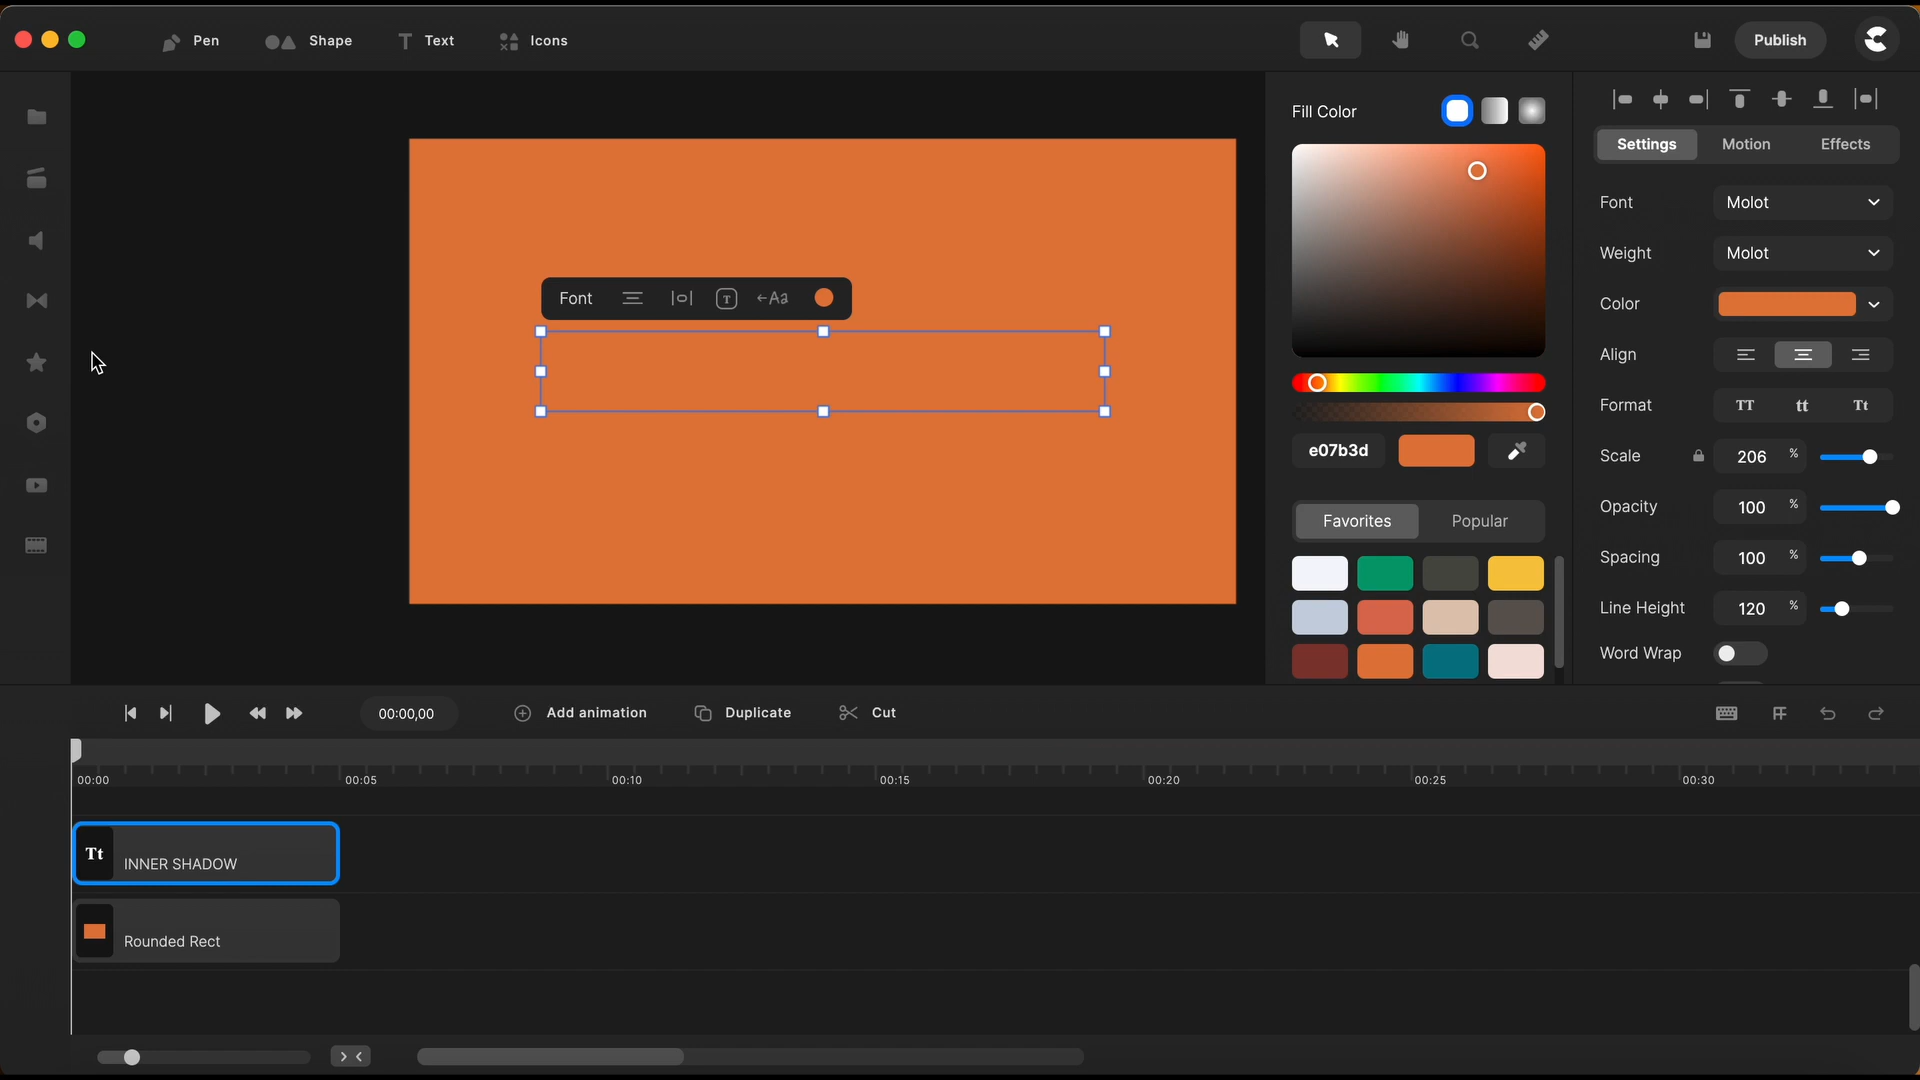 Pen
Shape
Text
Icons
Publish
Fill Color
Settings
Motion
Effects
Font
Molot
Weight
Molot
Color
Align
Format
TT
tt
Tt
Scale
206 %
Opacity
100 %
Spacing
100 %
Line Height
120 %
Word Wrap
Font
T
←Aa
e07b3d
Favorites
Popular
00:00,00
Add animation
Duplicate
Cut
00:00
00:05
00:10
00:15
00:20
00:25
00:30
Tt
INNER SHADOW
Rounded Rect